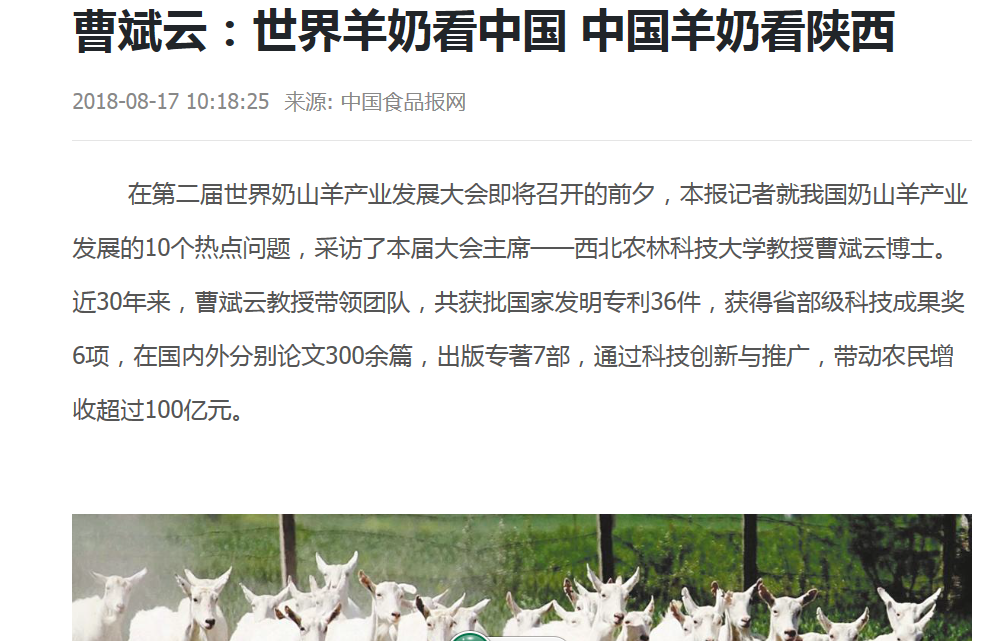 曹斌云：世界羊奶看中国 中国羊奶看陕西
2018-08-17 10:18:25 来源: 中国食品报网
在第二届世界奶山羊产业发展大会即将召开的前夕，本报记者就我国奶山羊产业
发展的10个热点问题，采访了本届大会主席——西北农林科技大学教授曹斌云博士。
近30年来，曹斌云教授带领团队，共获批国家发明专利36件，获得省部级科技成果奖
6项，在国内外分别论文300余篇，出版专著7部，通过科技创新与推广，带动农民增
收超过100亿元。